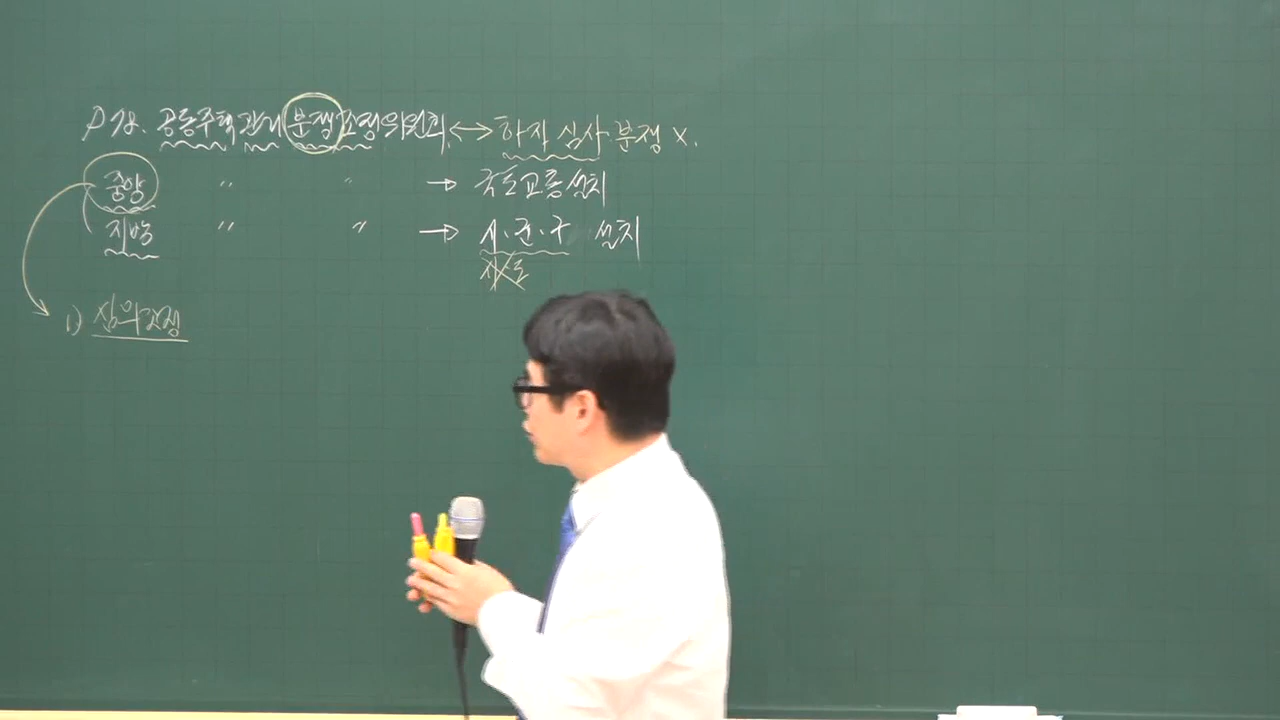 P 78. 공동주택관리 분쟁조정위원회 ↔ 하자 심사·분쟁 X.
중앙 〃 〃 → 국토교통 설치
지방 〃 〃 → 시·군·구 설치
시·도
1) 심의조정